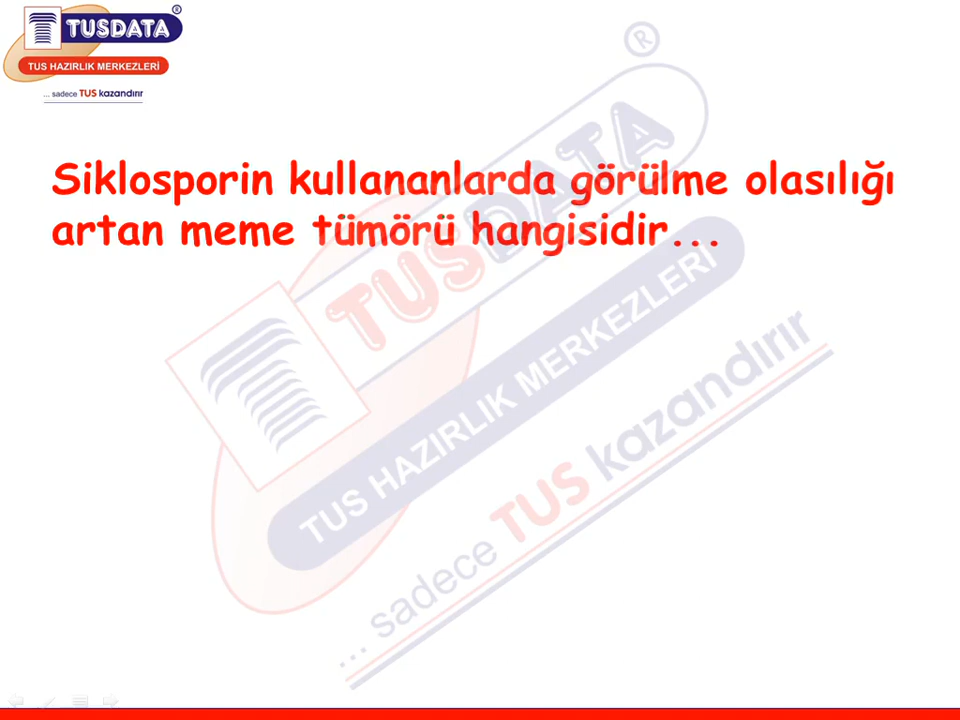 TUSDATA®
TUS HAZIRLIK MERKEZLERİ
... sadece TUS kazandırır
Siklosporin kullananlarda görülme olasılığı
artan meme tümörü hangisidir...
TUSDATA®
TUS HAZIRLIK MERKEZLERİ
... sadece TUS kazandırır